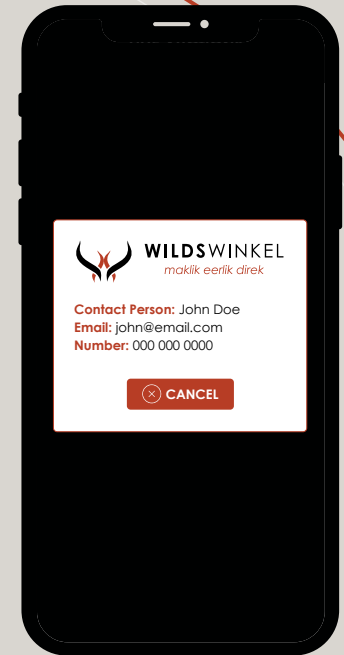 WILDSWINKEL
maklik eerlik direk
Contact Person: John Doe
Email: john@email.com
Number: 000 000 0000
CANCEL